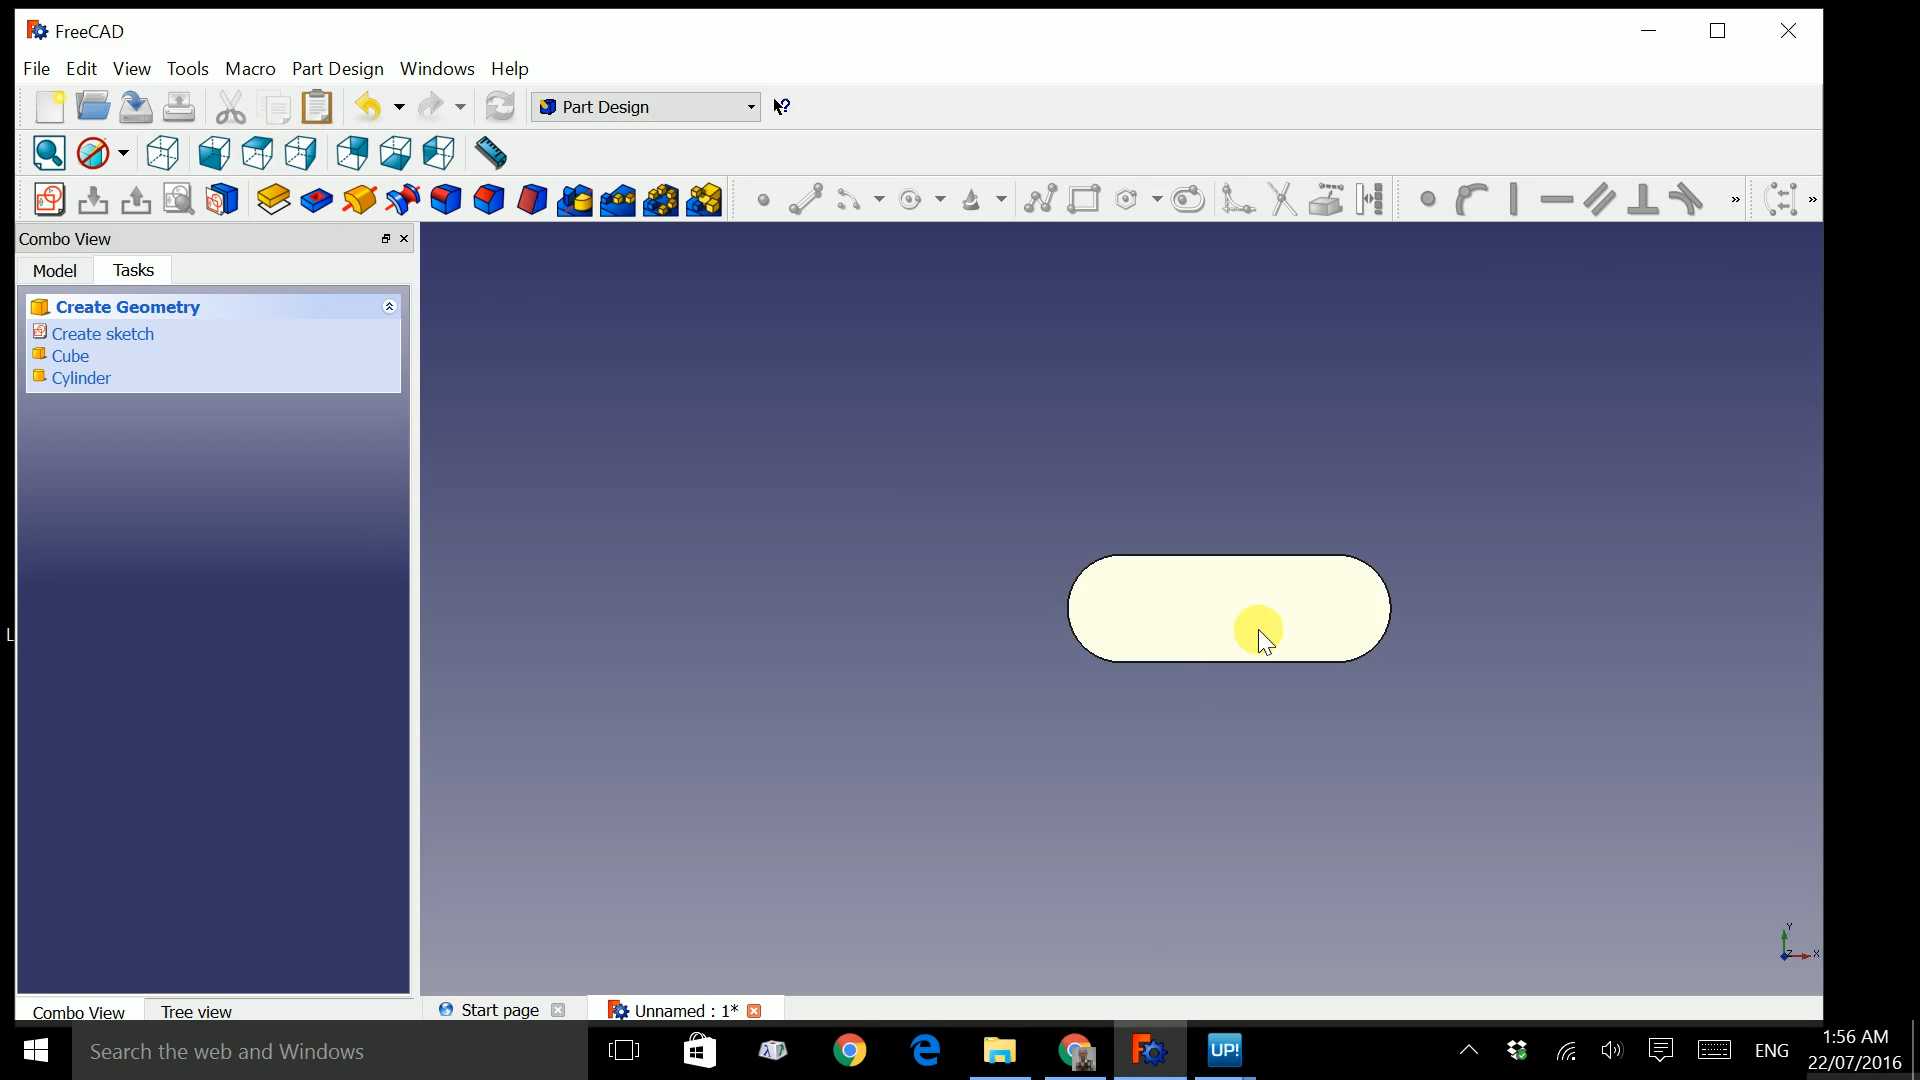 FreeCAD
File Edit View Tools Macro Part Design Windows Help
Part Design
Combo View
Model Tasks
Create Geometry
Create sketch
Cube
Cylinder
L
Y
Z X
Combo View Tree view Start page Unnamed : 1*
Search the web and Windows UP! ENG 1:56 AM
22/07/2016